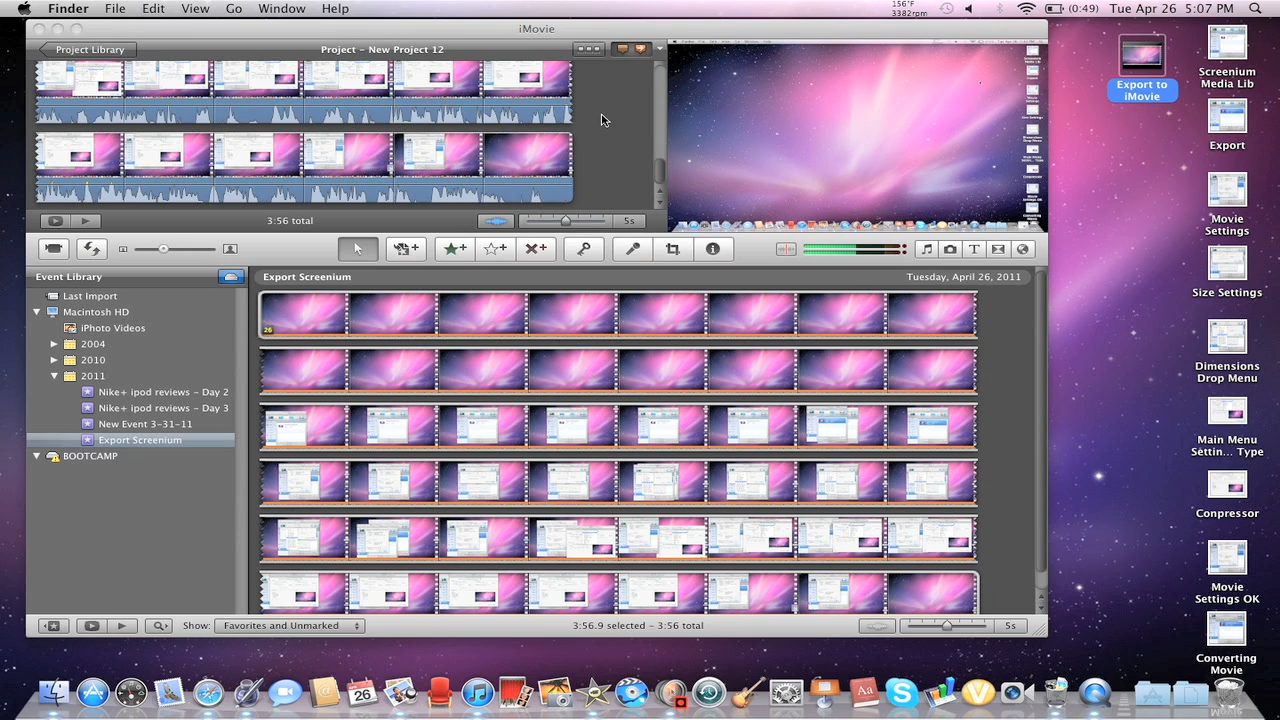 Finder File Edit View Go Window Help
156°F
3382rpm
(0:49) Tue Apr 26 5:07 PM
iMovie
Project Library
Project - New Project 12
3:56 total
5s
Event Library
Last Import
Macintosh HD
iPhoto Videos
2004
2010
2011
Nike+ ipod reviews – Day 2
Nike+ ipod reviews – Day 3
New Event 3-31-11
Export Screenium
BOOTCAMP
Export Screenium
Tuesday, April 26, 2011
26
Show: Favorites and Unmarked
3:56.9 selected – 3:56 total
5s
Export to
iMovie
Screenium
Media Lib
Export
Movie
Settings
Size Settings
Dimensions
Drop Menu
Main Menu
Settin... Type
Conpressor
Movie
Settings OK
Converting
Movie
26
Aa